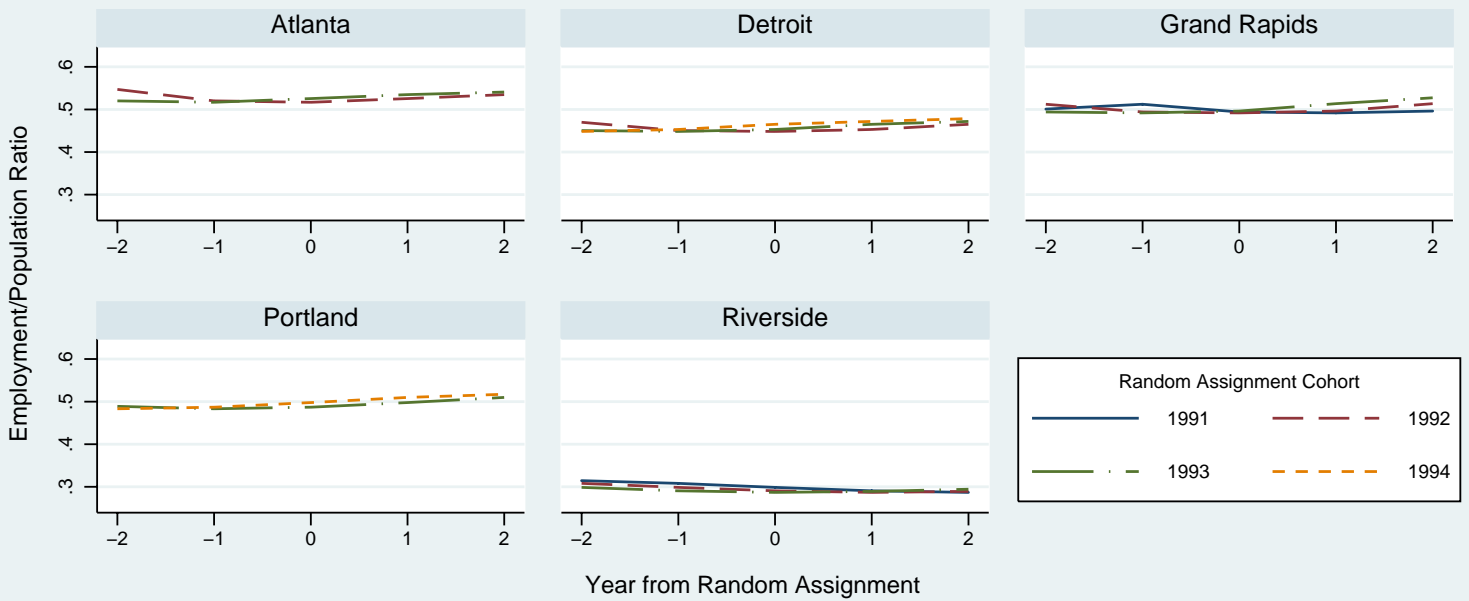 Atlanta
Detroit
Grand Rapids
.6
.5
.4
.3
–2 –1 0 1 2
–2 –1 0 1 2
–2 –1 0 1 2
Employment/Population Ratio
Portland
Riverside
.6
.5
.4
.3
–2 –1 0 1 2
–2 –1 0 1 2
Random Assignment Cohort
1991 1992
1993 1994
Year from Random Assignment